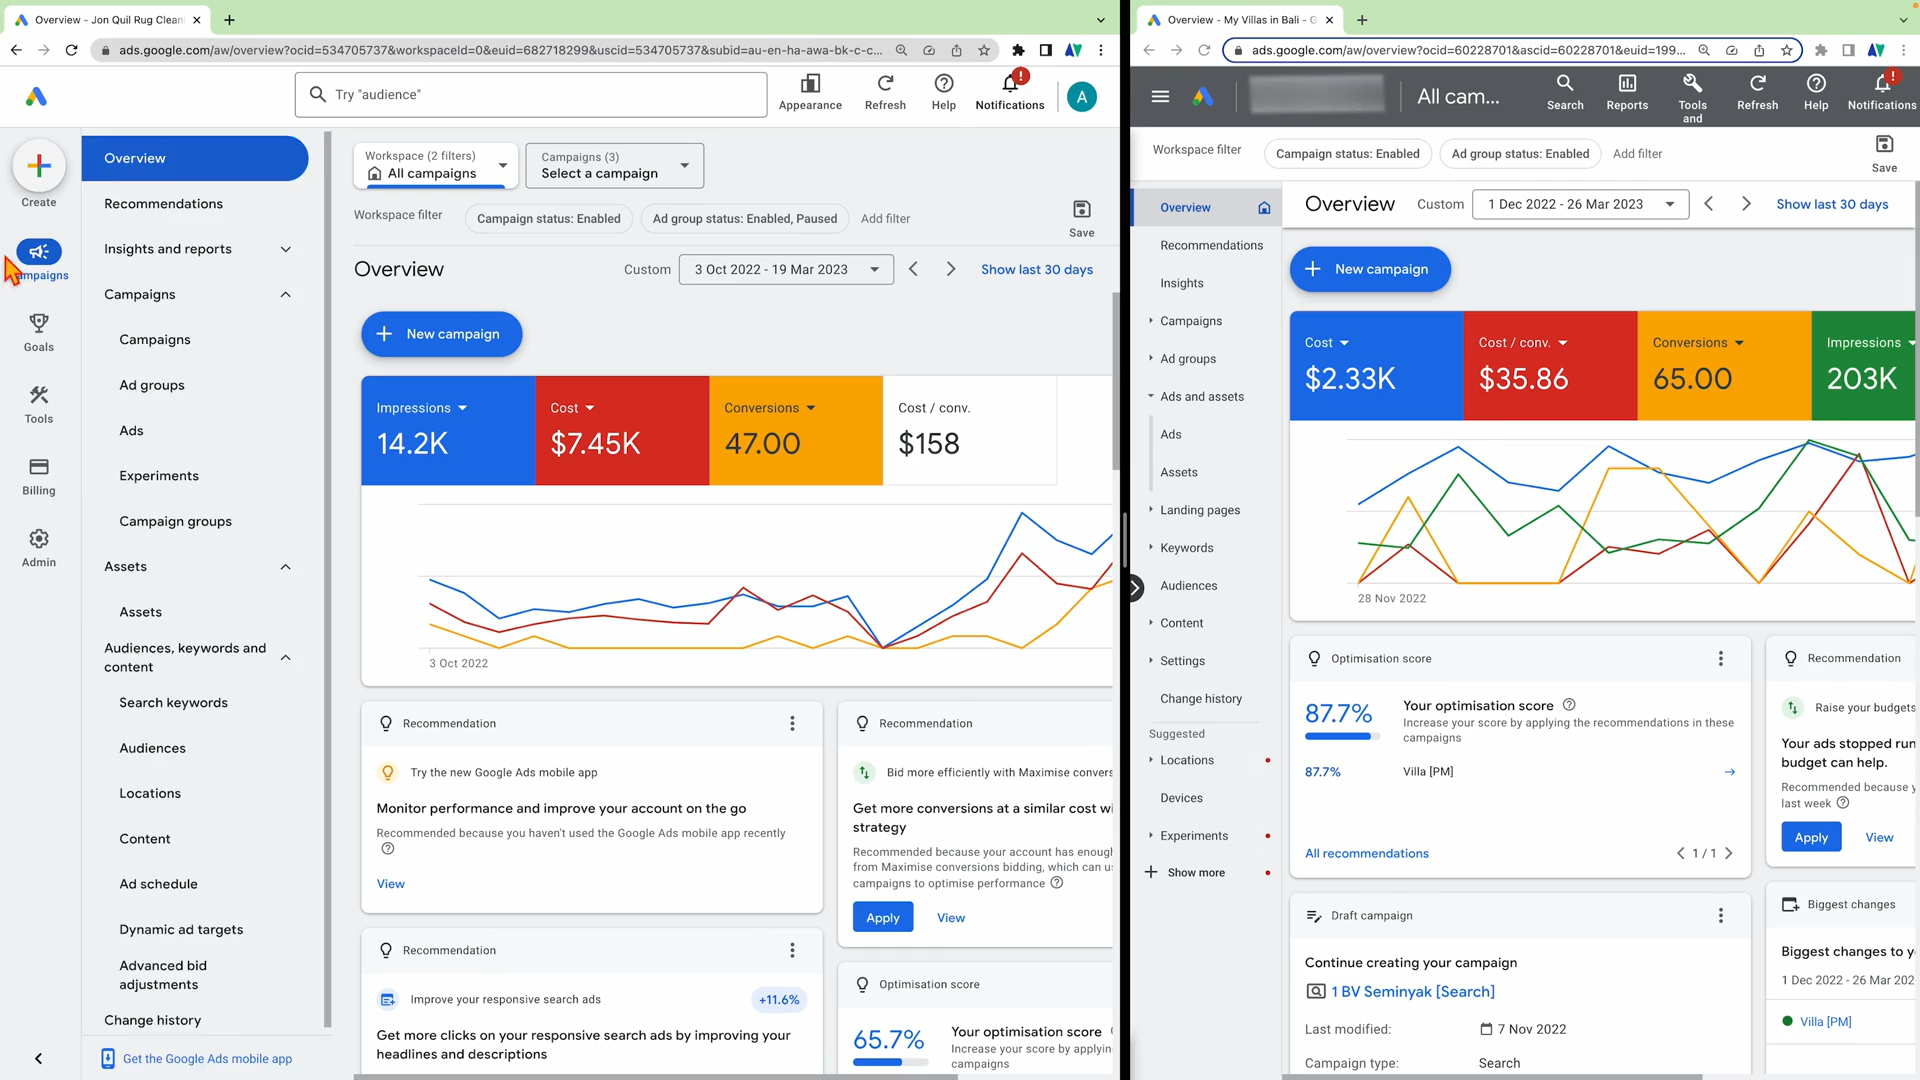 Overview - Jon Quil Rug Clean
ads.google.com/aw/overview?ocid=534705737&workspaceId=0&euid=682718299&uscid=534705737&subid=au-en-ha-awa-bk-c-c...
Try "audience"
Appearance
Refresh
Help
Notifications
A
Create
Campaigns
Goals
Tools
Billing
Admin
Overview
Recommendations
Insights and reports
Campaigns
Campaigns
Ad groups
Ads
Experiments
Campaign groups
Assets
Assets
Audiences, keywords and
content
Search keywords
Audiences
Locations
Content
Ad schedule
Dynamic ad targets
Advanced bid
adjustments
Change history
Get the Google Ads mobile app
Workspace (2 filters)
All campaigns
Campaigns (3)
Select a campaign
Workspace filter
Campaign status: Enabled
Ad group status: Enabled, Paused
Add filter
Save
Overview
Custom
3 Oct 2022 - 19 Mar 2023
Show last 30 days
New campaign
Impressions
14.2K
Cost
$7.45K
Conversions
47.00
Cost / conv.
$158
3 Oct 2022
Recommendation
Try the new Google Ads mobile app
Monitor performance and improve your account on the go
Recommended because you haven't used the Google Ads mobile app recently
View
Recommendation
Bid more efficiently with Maximise convers
Get more conversions at a similar cost wi
strategy
Recommended because your account has enough
from Maximise conversions bidding, which can u
campaigns to optimise performance
Apply
View
Recommendation
Improve your responsive search ads
+11.6%
Get more clicks on your responsive search ads by improving your
headlines and descriptions
Optimisation score
65.7%
Your optimisation score
Increase your score by applyin
campaigns
Overview - My Villas in Bali - G
ads.google.com/aw/overview?ocid=60228701&ascid=60228701&euid=199...
All cam...
Search
Reports
Tools
and
Refresh
Help
Notifications
Workspace filter
Campaign status: Enabled
Ad group status: Enabled
Add filter
Save
Overview
Recommendations
Insights
Campaigns
Ad groups
Ads and assets
Ads
Assets
Landing pages
Keywords
Audiences
Content
Settings
Change history
Suggested
Locations
Devices
Experiments
Show more
Overview
Custom
1 Dec 2022 - 26 Mar 2023
Show last 30 days
New campaign
Cost
$2.33K
Cost / conv.
$35.86
Conversions
65.00
Impressions
203K
28 Nov 2022
Optimisation score
87.7%
Your optimisation score
Increase your score by applying the recommendations in these
campaigns
87.7%
Villa [PM]
All recommendations
1 / 1
Recommendation
Raise your budgets
Your ads stopped run
budget can help.
Recommended because y
last week
Apply
View
Draft campaign
Continue creating your campaign
1 BV Seminyak [Search]
Last modified:
7 Nov 2022
Campaign type:
Search
Biggest changes
Biggest changes to y
1 Dec 2022 - 26 Mar 202
Villa [PM]